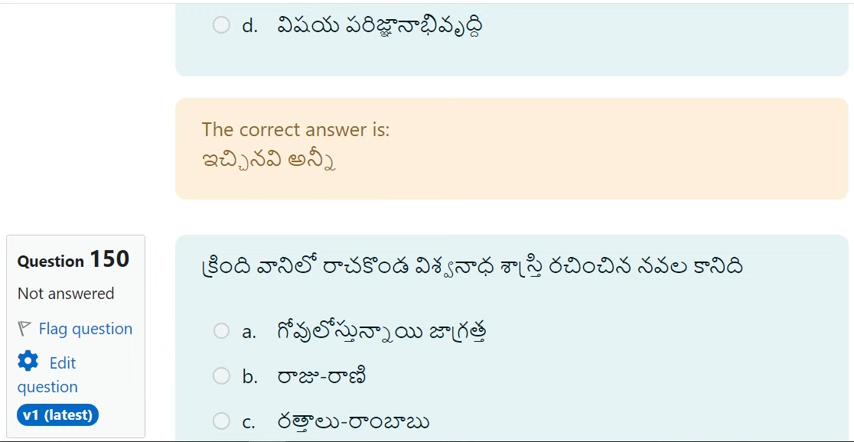 d. విషయ పరిజ్ఞానాభివృద్ది
The correct answer is:
ఇచ్చినవి అన్నీ
Question 150
Not answered
Flag question
Edit
question
v1 (latest)
క్రింది వానిలో రాచకొండ విశ్వనాధ శాస్త్రి రచించిన నవల కానిది
a. గోవులోస్తున్నాయి జాగ్రత్త
b. రాజు-రాణి
c. రత్తాలు-రాంబాబు